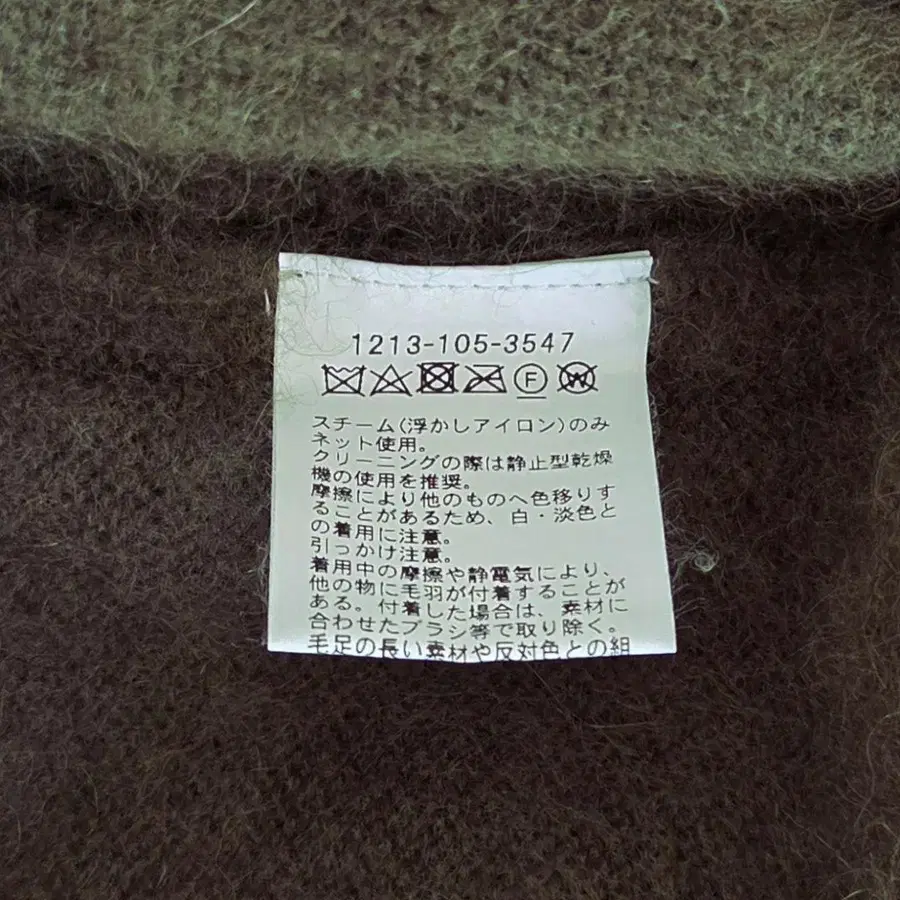 1213-105-3547
F W
スチーム(浮かしアイロン)のみ
ネット使用。
クリーニングの際は静止型乾燥
機の使用を推奨。
摩擦により他のものへ色移りす
ることがあるため、白・淡色と
の着用に注意。
引っかけ注意。
着用中の摩擦や静電気により、
他の物に毛羽が付着することが
ある。付着した場合は、素材に
合わせたブラシ等で取り除く。
毛足の長い素材や反対色との組